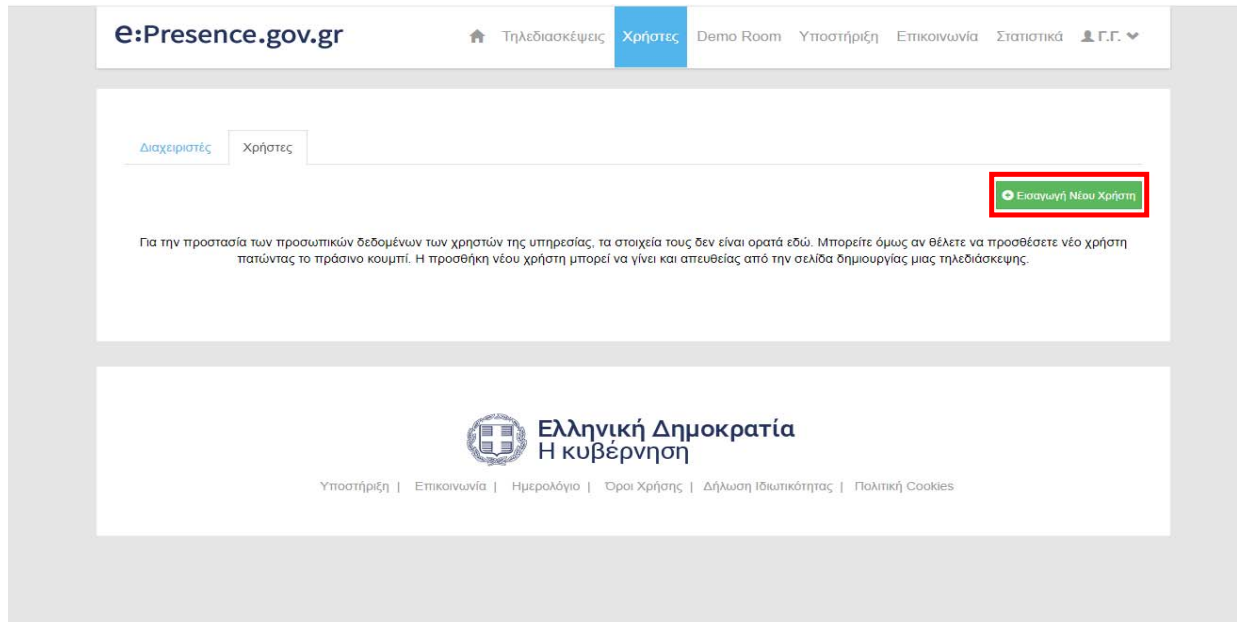 e:Presence.gov.gr
Τηλεδιασκέψεις Χρήστες Demo Room Υποστήριξη Επικοινωνία Στατιστικά Γ.Γ.
Διαχειριστές Χρήστες
Εισαγωγή Νέου Χρήστη
Για την προστασία των προσωπικών δεδομένων των χρηστών της υπηρεσίας, τα στοιχεία τους δεν είναι ορατά εδώ. Μπορείτε όμως αν θέλετε να προσθέσετε νέο χρήστη
πατώντας το πράσινο κουμπί. Η προσθήκη νέου χρήστη μπορεί να γίνει και απευθείας από την σελίδα δημιουργίας μιας τηλεδιάσκεψης.
Ελληνική Δημοκρατία
Η κυβέρνηση
Υποστήριξη | Επικοινωνία | Ημερολόγιο | Όροι Χρήσης | Δήλωση Ιδιωτικότητας | Πολιτική Cookies